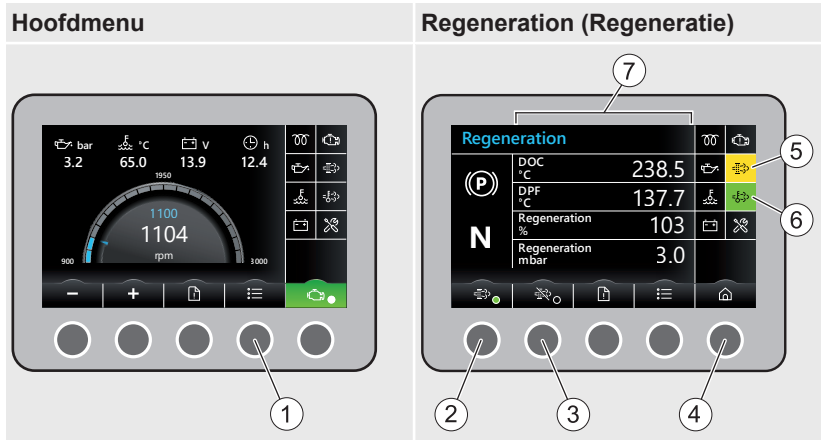 Hoofdmenu
Regeneration (Regeneratie)
7
bar °C V h
3.2 65.0 13.9 12.4
1950
1100
1104
rpm
900 3000
1
Regeneration
DOC
°C 238.5
DPF
°C 137.7
Regeneration
% 103
Regeneration
mbar 3.0
(P)
N
5
6
2 3 4